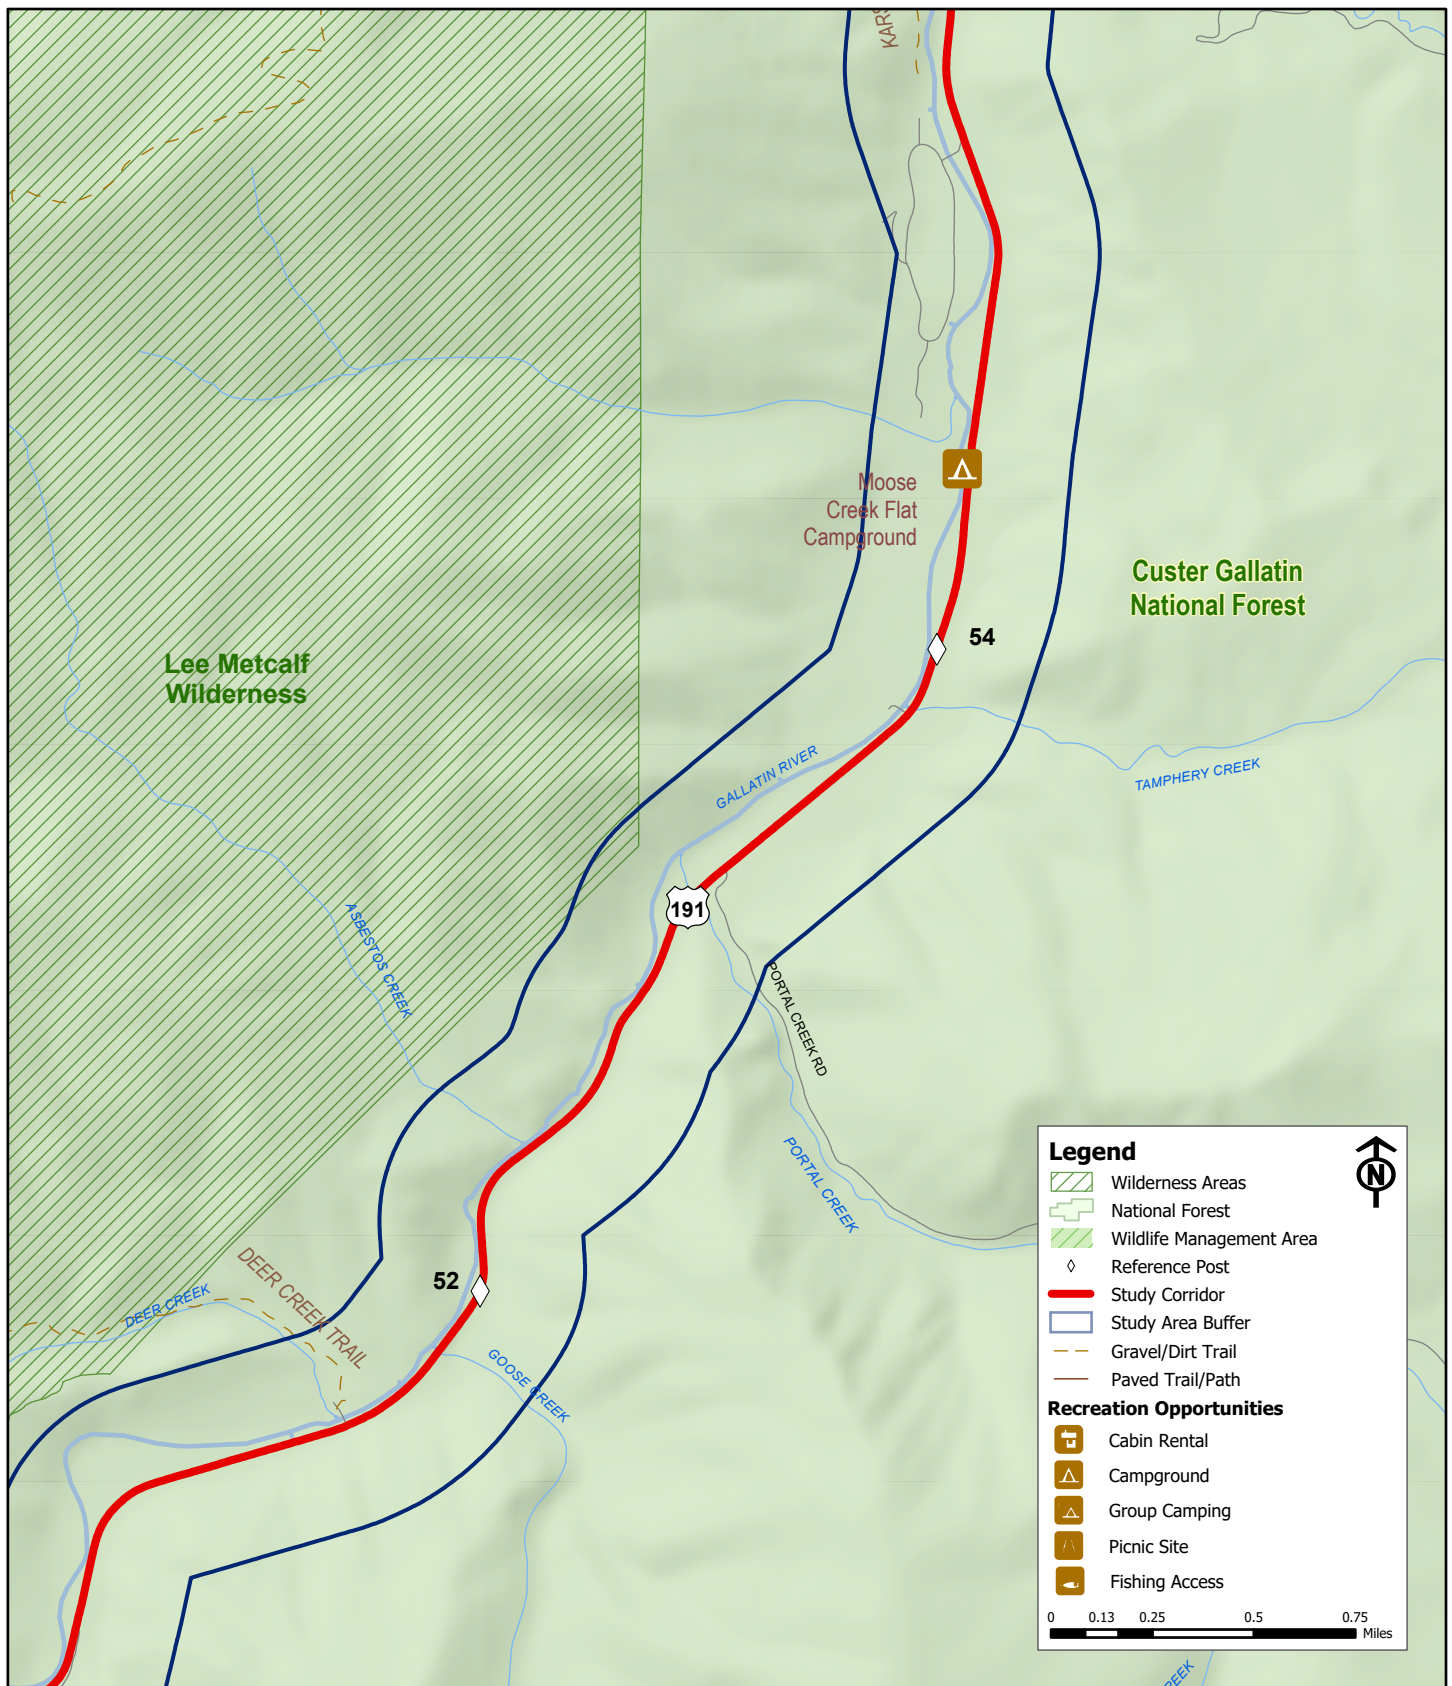 KARS
Moose
Creek Flat
Campground
Custer Gallatin
National Forest
54
Lee Metcalf
Wilderness
GALLATIN RIVER
TAMPHERY CREEK
191
ASBESTOS CREEK
PORTAL CREEK RD
PORTAL CREEK
DEER CREEK TRAIL
DEER CREEK
52
GOOSE CREEK
Legend
N
Wilderness Areas
National Forest
Wildlife Management Area
Reference Post
Study Corridor
Study Area Buffer
Gravel/Dirt Trail
Paved Trail/Path
Recreation Opportunities
Cabin Rental
Campground
Group Camping
Picnic Site
Fishing Access
0 0.13 0.25 0.5 0.75
Miles
REEK